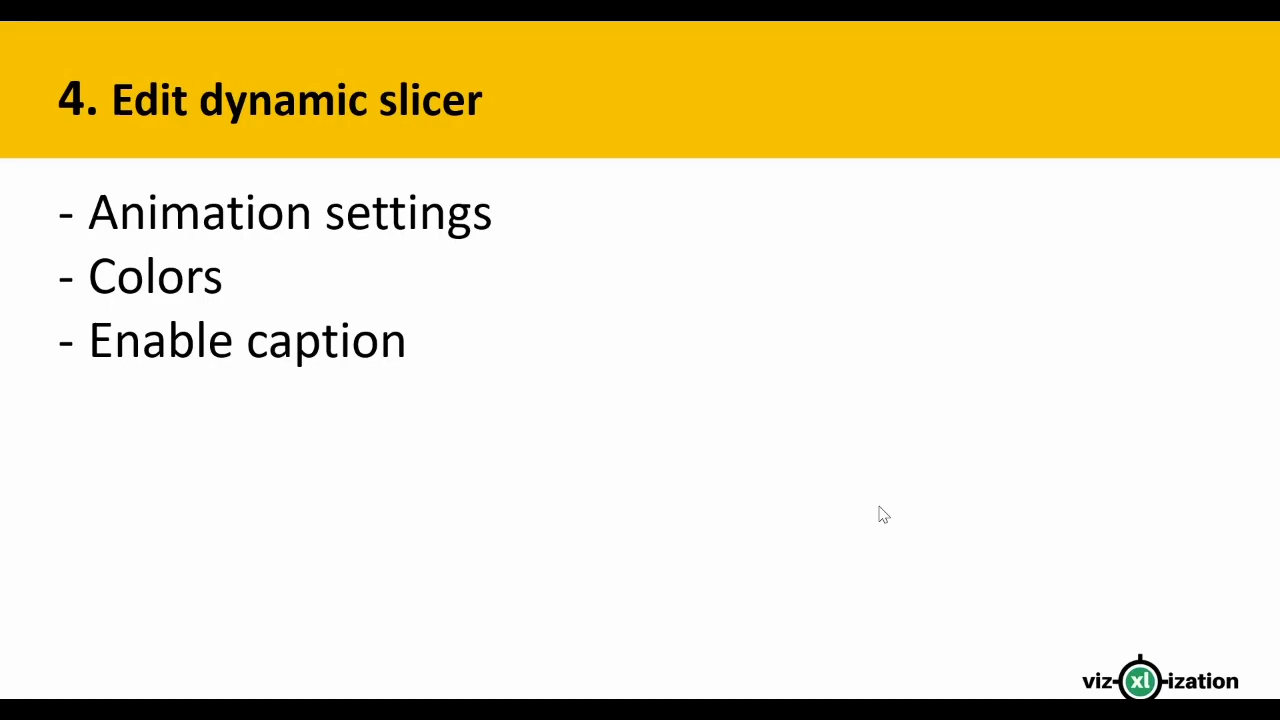 4. Edit dynamic slicer
- Animation settings
- Colors
- Enable caption
viz-xl-ization